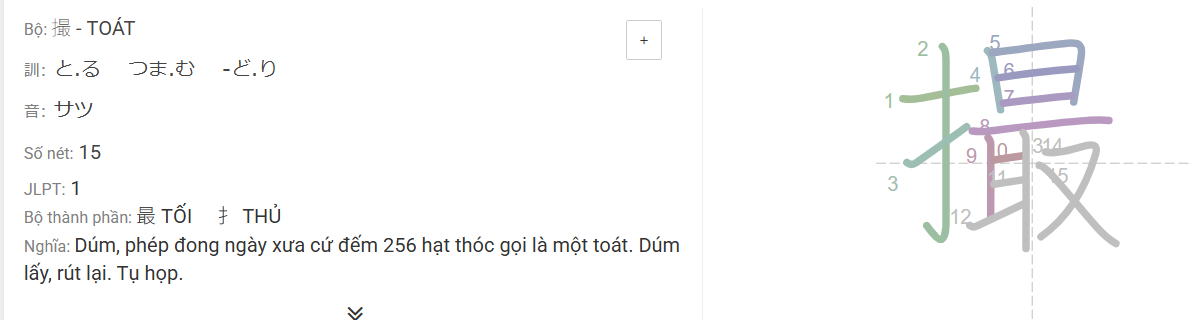 Bộ: 撮 - TOÁT
+
訓: と.る つま.む -ど.り
音: サツ
Số nét: 15
JLPT: 1
Bộ thành phần: 最 TỐI 扌 THỦ
Nghĩa: Dúm, phép đong ngày xưa cứ đếm 256 hạt thóc gọi là một toát. Dúm
lấy, rút lại. Tụ họp.
撮
1
2
3
4
5
6
7
8
9
10
11
12
13
14
15